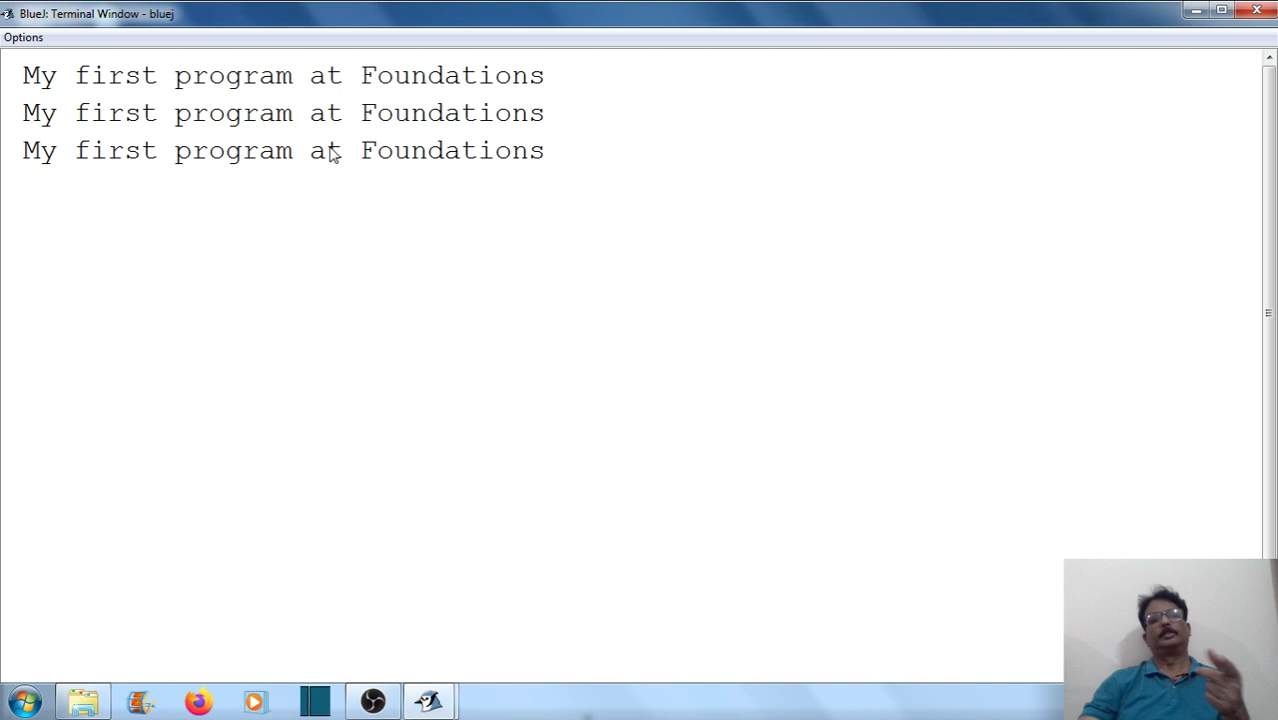 BlueJ: Terminal Window - bluej
Options
My first program at Foundations
My first program at Foundations
My first program at Foundations